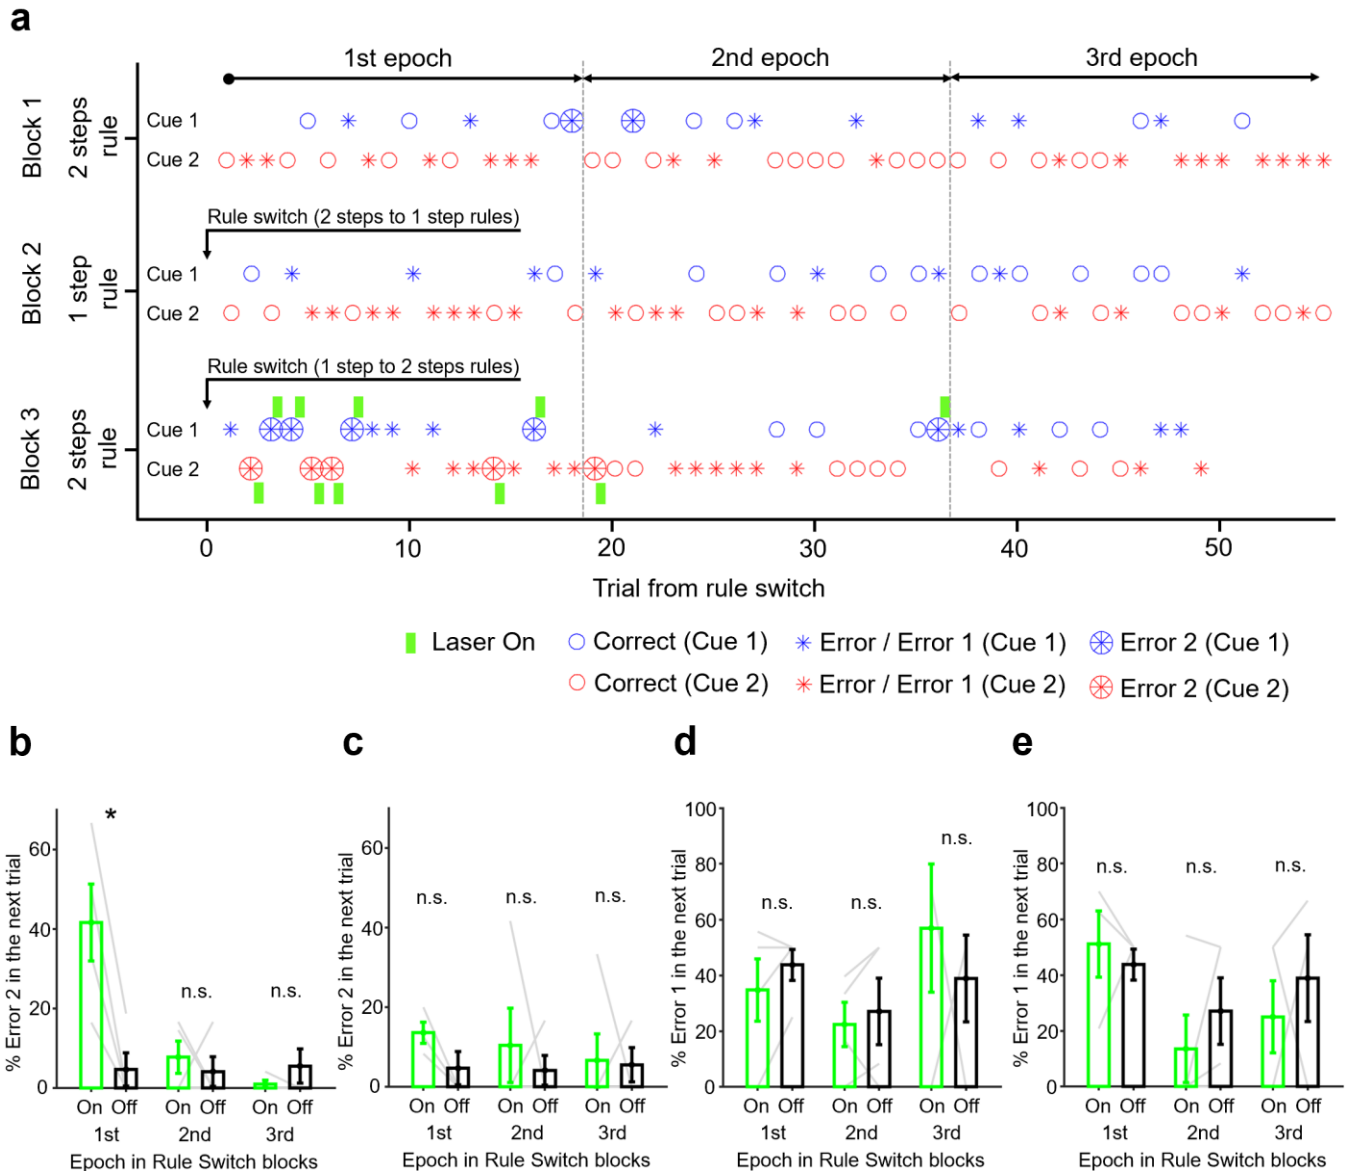 a
1st epoch
2nd epoch
3rd epoch
Block 1
2 steps
rule
Cue 1
Cue 2
Rule switch (2 steps to 1 step rules)
Block 2
1 step
rule
Cue 1
Cue 2
Rule switch (1 step to 2 steps rules)
Block 3
2 steps
rule
Cue 1
Cue 2
0 10 20 30 40 50
Trial from rule switch
Laser On
Correct (Cue 1)
Error / Error 1 (Cue 1)
Error 2 (Cue 1)
Correct (Cue 2)
Error / Error 1 (Cue 2)
Error 2 (Cue 2)
b
% Error 2 in the next trial
60
40
20
0
*
n.s.
n.s.
On Off On Off On Off
1st 2nd 3rd
Epoch in Rule Switch blocks
c
% Error 2 in the next trial
60
40
20
0
n.s.
n.s.
n.s.
On Off On Off On Off
1st 2nd 3rd
Epoch in Rule Switch blocks
d
% Error 1 in the next trial
100
80
60
40
20
0
n.s.
n.s.
n.s.
On Off On Off On Off
1st 2nd 3rd
Epoch in Rule Switch blocks
e
% Error 1 in the next trial
100
80
60
40
20
0
n.s.
n.s.
n.s.
On Off On Off On Off
1st 2nd 3rd
Epoch in Rule Switch blocks